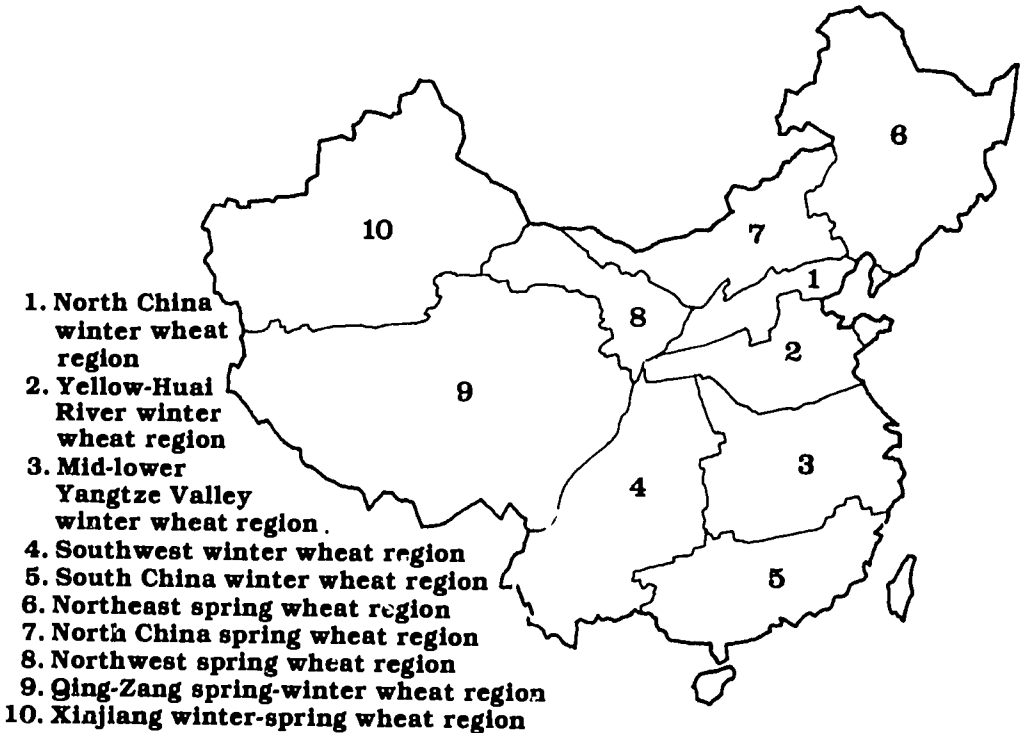 6
10
7
1
8
2
9
4
3
5
1. North China
winter wheat
region
2. Yellow-Huai
River winter
wheat region
3. Mid-lower
Yangtze Valley
winter wheat region.
4. Southwest winter wheat region
5. South China winter wheat region
6. Northeast spring wheat region
7. North China spring wheat region
8. Northwest spring wheat region
9. Qing-Zang spring-winter wheat region
10. Xinjiang winter-spring wheat region